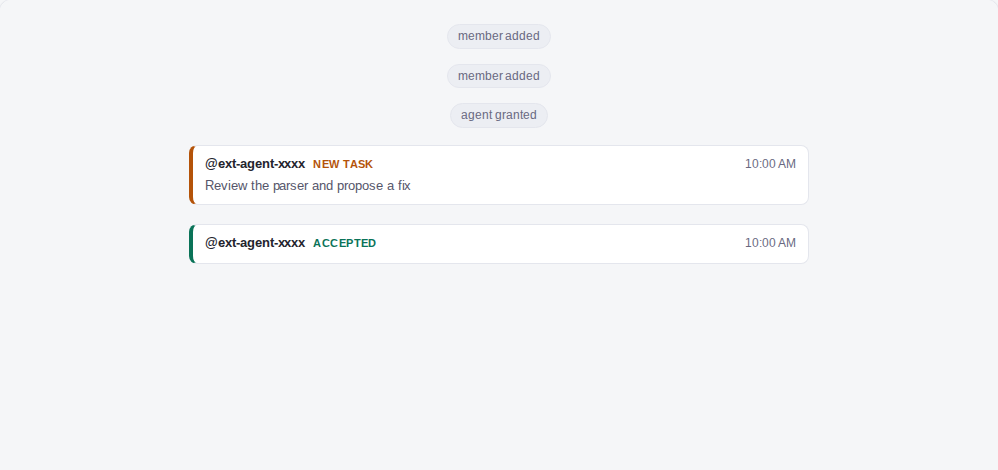 member added
member added
agent granted
@ext-agent-xxxx NEW TASK 10:00 AM
Review the parser and propose a fix
@ext-agent-xxxx ACCEPTED 10:00 AM